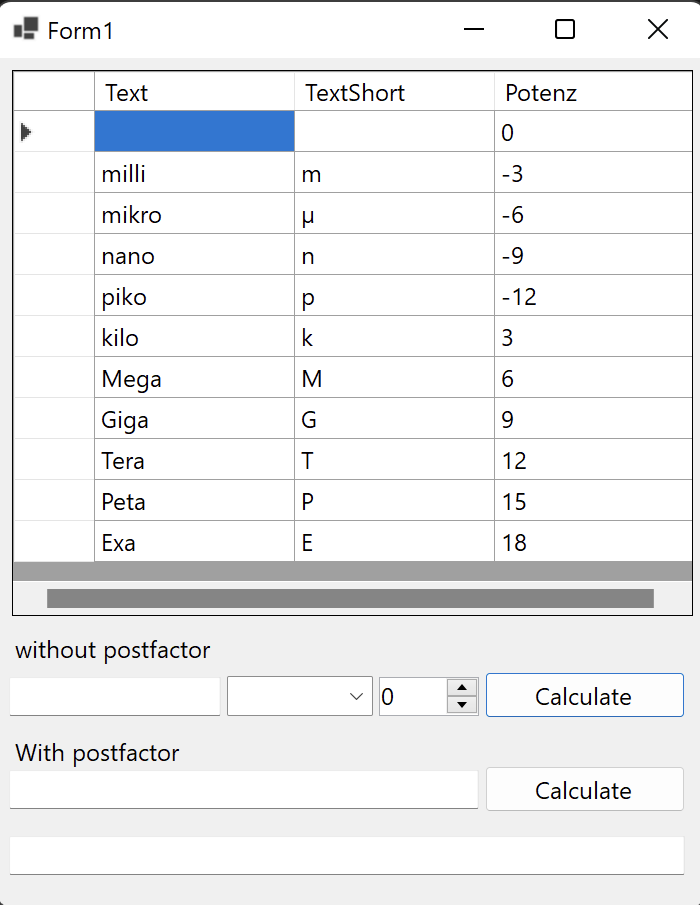 Form1
Text TextShort Potenz
0
milli m -3
mikro µ -6
nano n -9
piko p -12
kilo k 3
Mega M 6
Giga G 9
Tera T 12
Peta P 15
Exa E 18
without postfactor
0 Calculate
With postfactor
Calculate